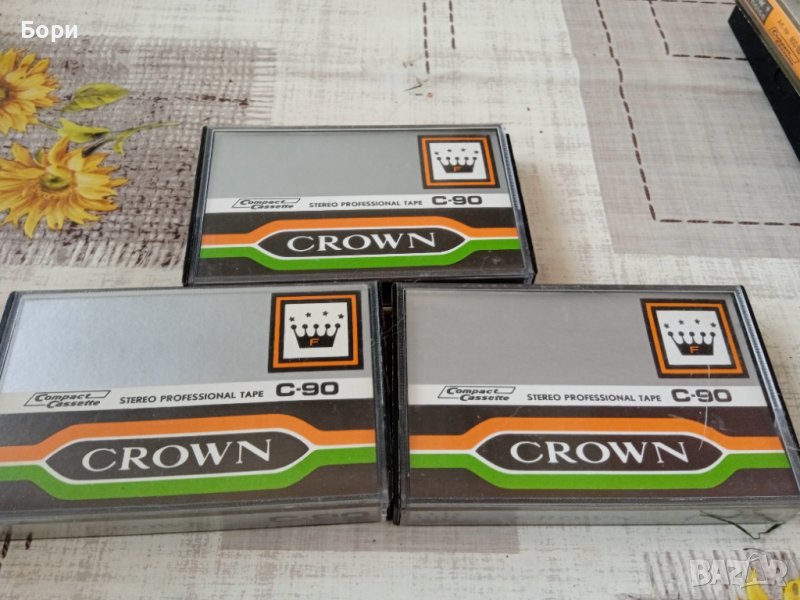 Бори
F
Compact Cassette STEREO PROFESSIONAL TAPE C-90
CROWN
F
Compact Cassette STEREO PROFESSIONAL TAPE C-90
CROWN
F
Compact Cassette STEREO PROFESSIONAL TAPE C-90
CROWN
BAZAR